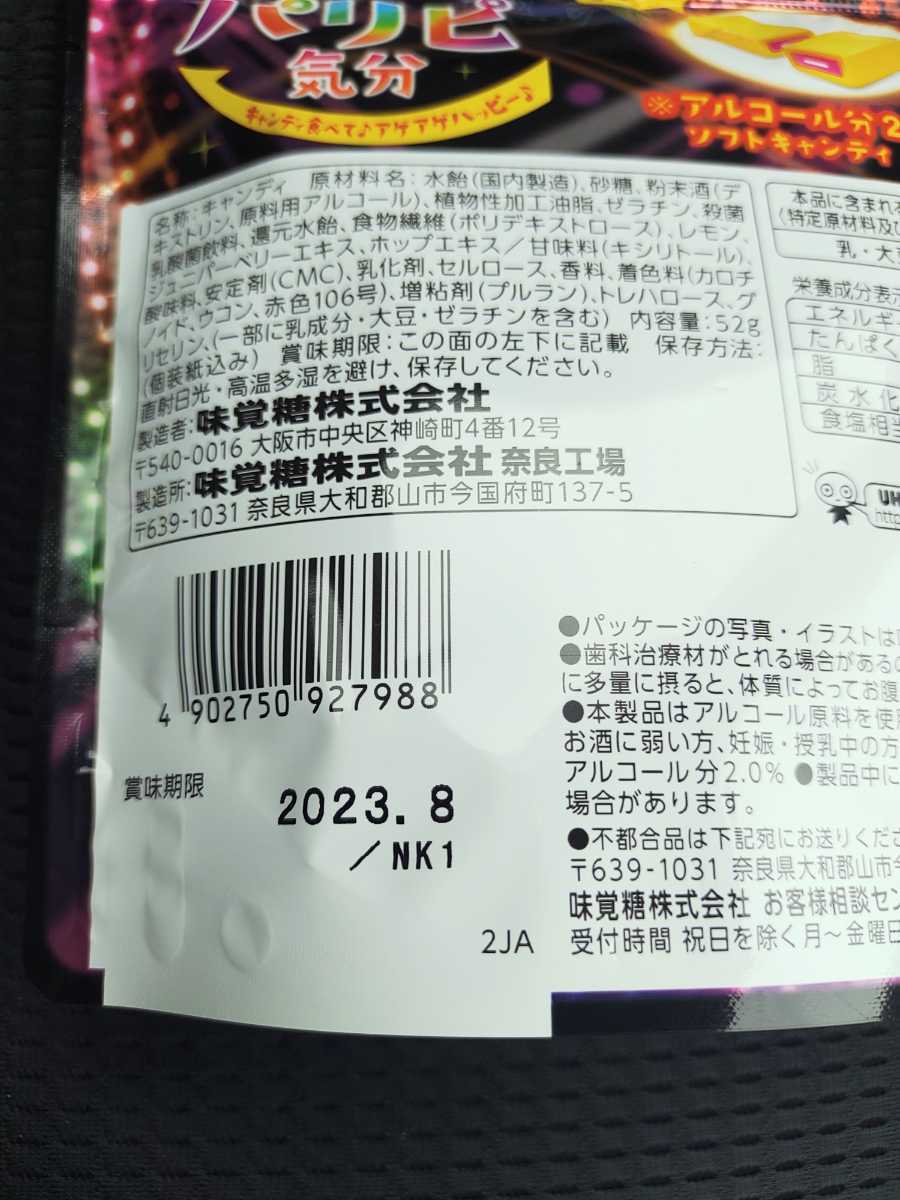 パリピ
気分
キャンディ食べて♪アゲアゲハッピー♪
※アルコール分2
ソフトキャンディ
名称:キャンディ 原材料名:水飴(国内製造)、砂糖、粉末酒(デ
キストリン、原料用アルコール)、植物性加工油脂、ゼラチン、殺菌
乳酸菌飲料、還元水飴、食物繊維(ポリデキストロース)、レモン、
ジュニパーベリーエキス、ホップエキス/甘味料(キシリトール)、
酸味料、安定剤(CMC)、乳化剤、セルロース、香料、着色料(カロチ
ノイド、ウコン、赤色106号)、増粘剤(プルラン)、トレハロース、グ
リセリン、(一部に乳成分・大豆・ゼラチンを含む) 内容量:52g
(個装紙込み) 賞味期限:この面の左下に記載 保存方法:
直射日光・高温多湿を避け、保存してください。
製造者:味覚糖株式会社
〒540-0016 大阪市中央区神崎町4番12号
製造所:味覚糖株式会社 奈良工場
〒639-1031 奈良県大和郡山市今国府町137-5
本品に含まれ
(特定原材料及
乳・大
栄養成分表
エネルギ
たんぱく
脂
炭水化
食塩相
UH
http
4 902750 927988
賞味期限
2023.8
/NK1
2JA
●パッケージの写真・イラストは
●歯科治療材がとれる場合がある
に多量に摂ると、体質によってお腹
●本製品はアルコール原料を使
お酒に弱い方、妊娠・授乳中の方
アルコール分2.0% ●製品中に
場合があります。
●不都合品は下記宛にお送りくだ
〒639-1031 奈良県大和郡山市
味覚糖株式会社 お客様相談セン
受付時間 祝日を除く月～金曜日